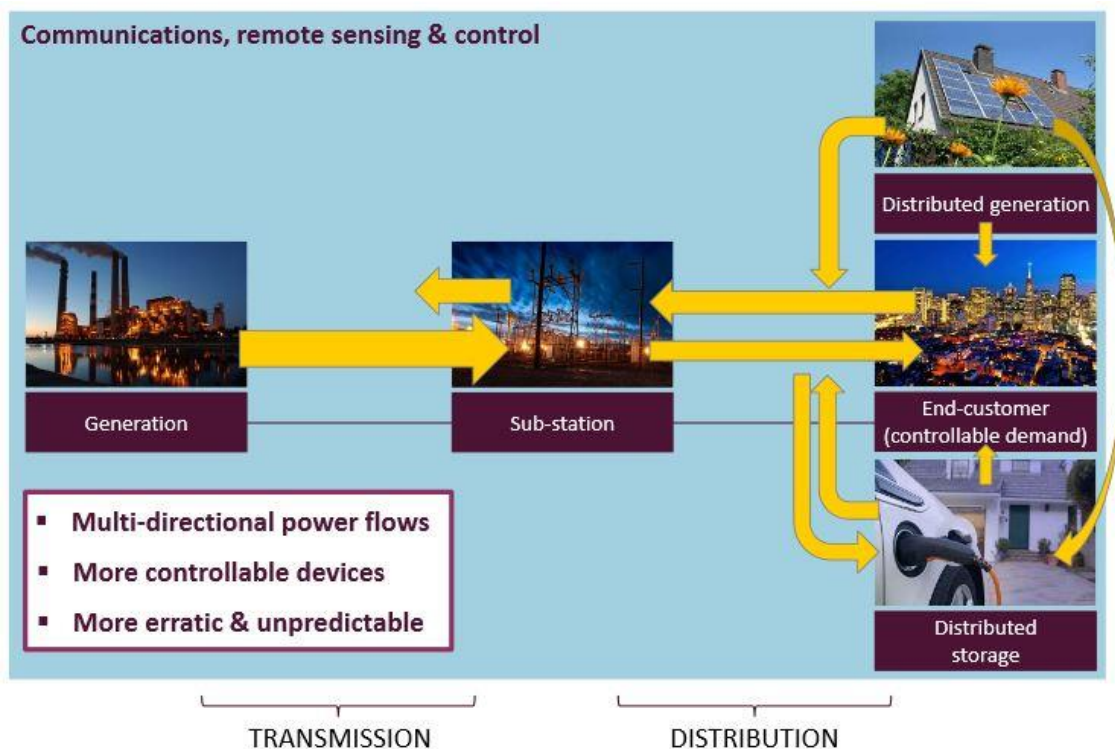 Communications, remote sensing & control
Distributed generation
Generation
Sub-station
End-customer
(controllable demand)
▪ Multi-directional power flows
▪ More controllable devices
▪ More erratic & unpredictable
Distributed
storage
TRANSMISSION
DISTRIBUTION